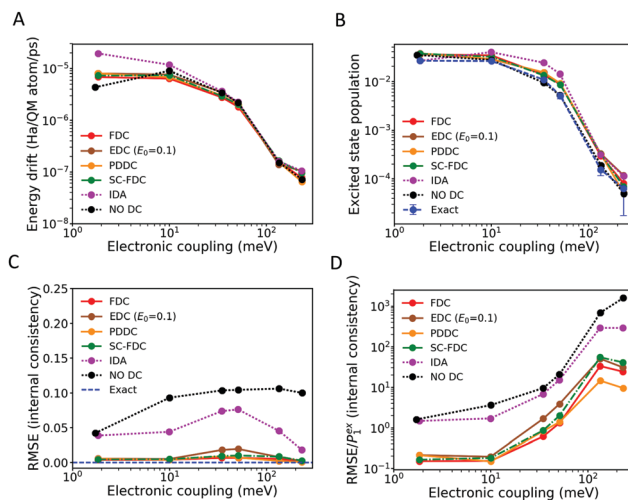 A
Energy drift (Ha/QM atom/ps)
10⁻⁵
10⁻⁶
10⁻⁷
10⁻⁸
FDC
EDC (E₀=0.1)
PDDC
SC-FDC
IDA
NO DC
10⁰ 10¹ 10²
Electronic coupling (meV)
B
Excited state population
10⁻²
10⁻³
10⁻⁴
FDC
EDC (E₀=0.1)
PDDC
SC-FDC
IDA
NO DC
Exact
10⁰ 10¹ 10²
Electronic coupling (meV)
C
RMSE (internal consistency)
0.25
0.20
0.15
0.10
0.05
0.00
FDC
EDC (E₀=0.1)
PDDC
SC-FDC
IDA
NO DC
Exact
10⁰ 10¹ 10²
Electronic coupling (meV)
D
RMSE/P₁ᵉˣ (internal consistency)
10³
10²
10¹
10⁰
10⁻¹
FDC
EDC (E₀=0.1)
PDDC
SC-FDC
IDA
NO DC
10⁰ 10¹ 10²
Electronic coupling (meV)